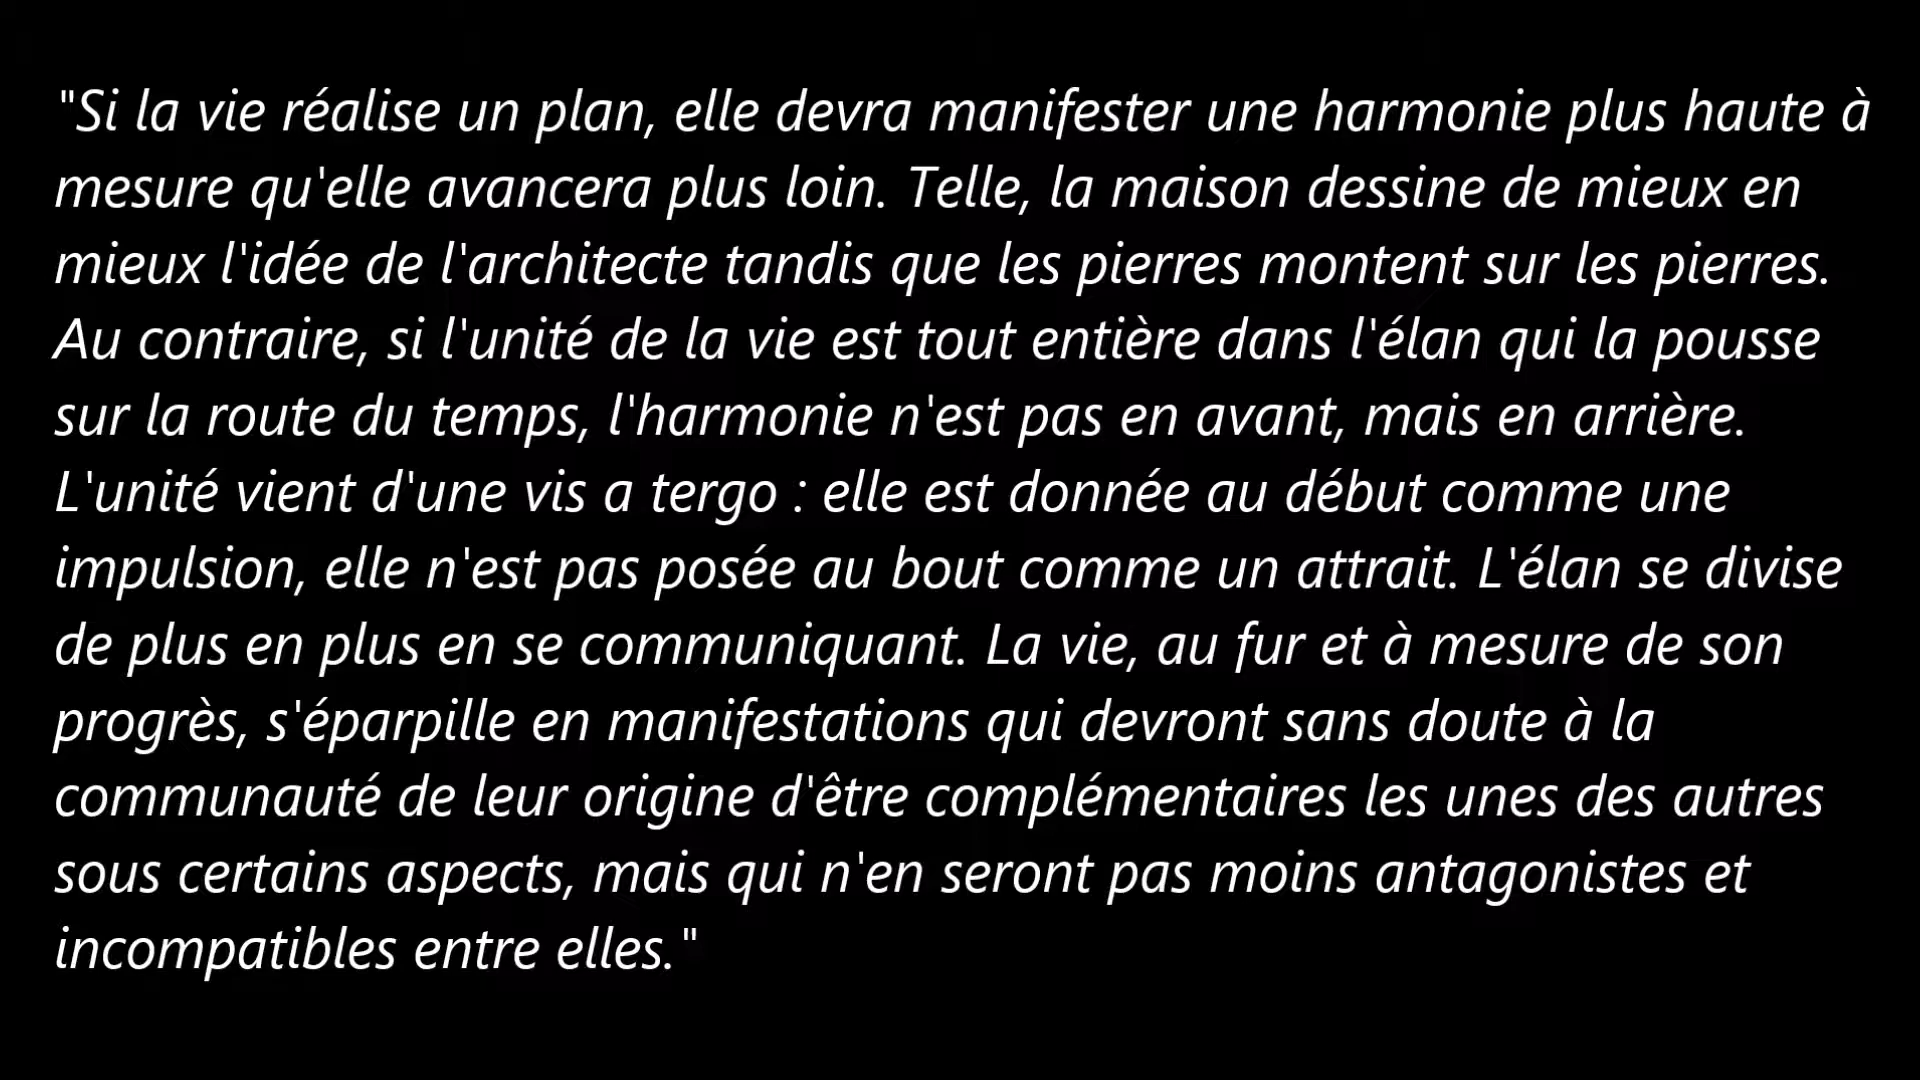 "Si la vie réalise un plan, elle devra manifester une harmonie plus haute à
mesure qu'elle avancera plus loin. Telle, la maison dessine de mieux en
mieux l'idée de l'architecte tandis que les pierres montent sur les pierres.
Au contraire, si l'unité de la vie est tout entière dans l'élan qui la pousse
sur la route du temps, l'harmonie n'est pas en avant, mais en arrière.
L'unité vient d'une vis a tergo : elle est donnée au début comme une
impulsion, elle n'est pas posée au bout comme un attrait. L'élan se divise
de plus en plus en se communiquant. La vie, au fur et à mesure de son
progrès, s'éparpille en manifestations qui devront sans doute à la
communauté de leur origine d'être complémentaires les unes des autres
sous certains aspects, mais qui n'en seront pas moins antagonistes et
incompatibles entre elles."